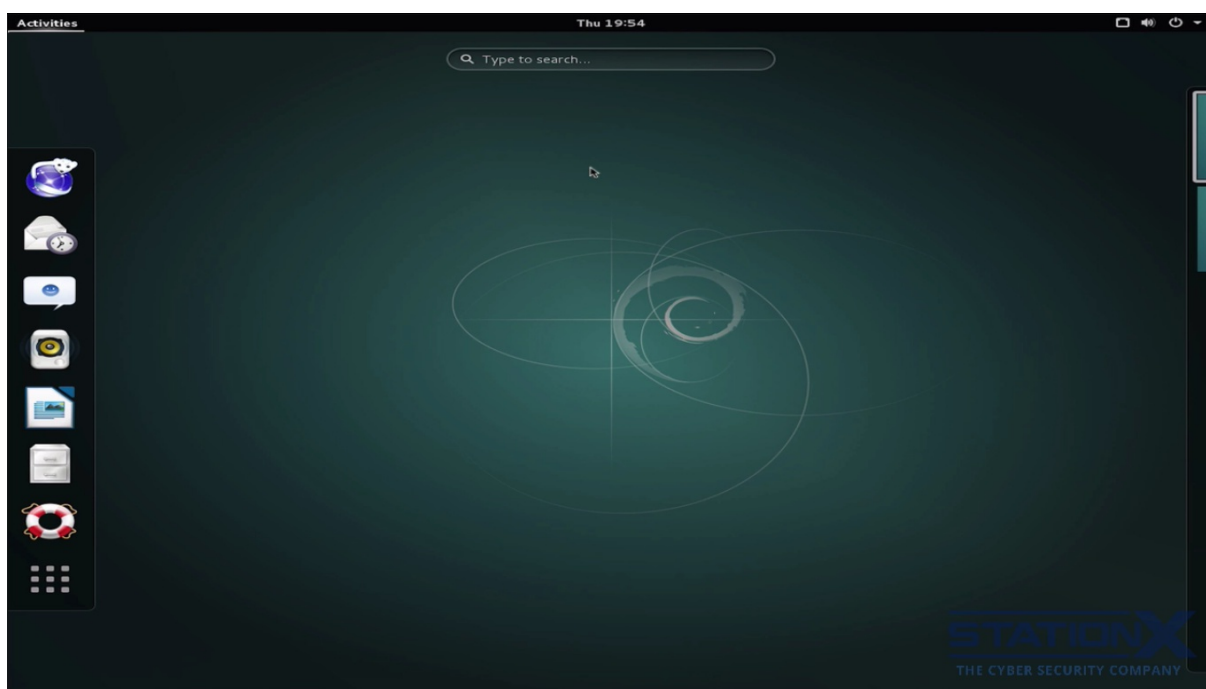 Activities
Thu 19:54
Type to search...
STATIONX
THE CYBER SECURITY COMPANY